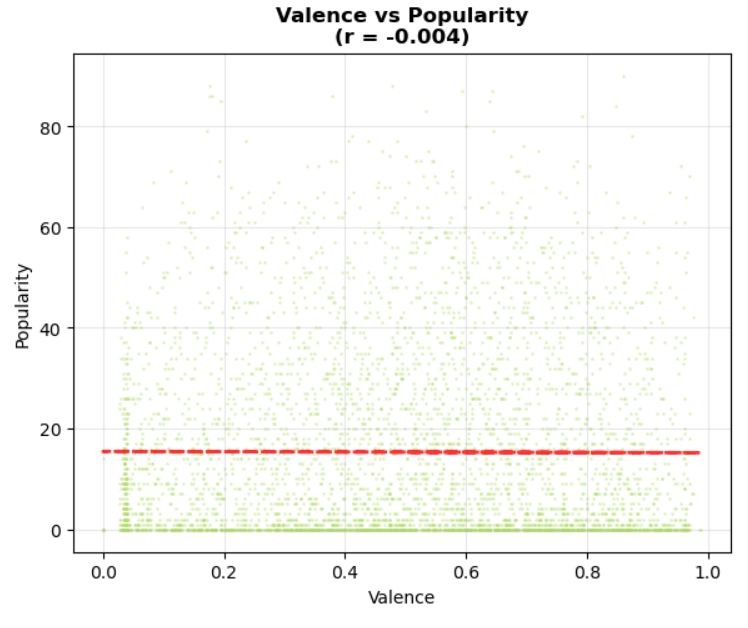 Valence vs Popularity
(r = -0.004)
Popularity
80
60
40
20
0
0.0 0.2 0.4 0.6 0.8 1.0
Valence